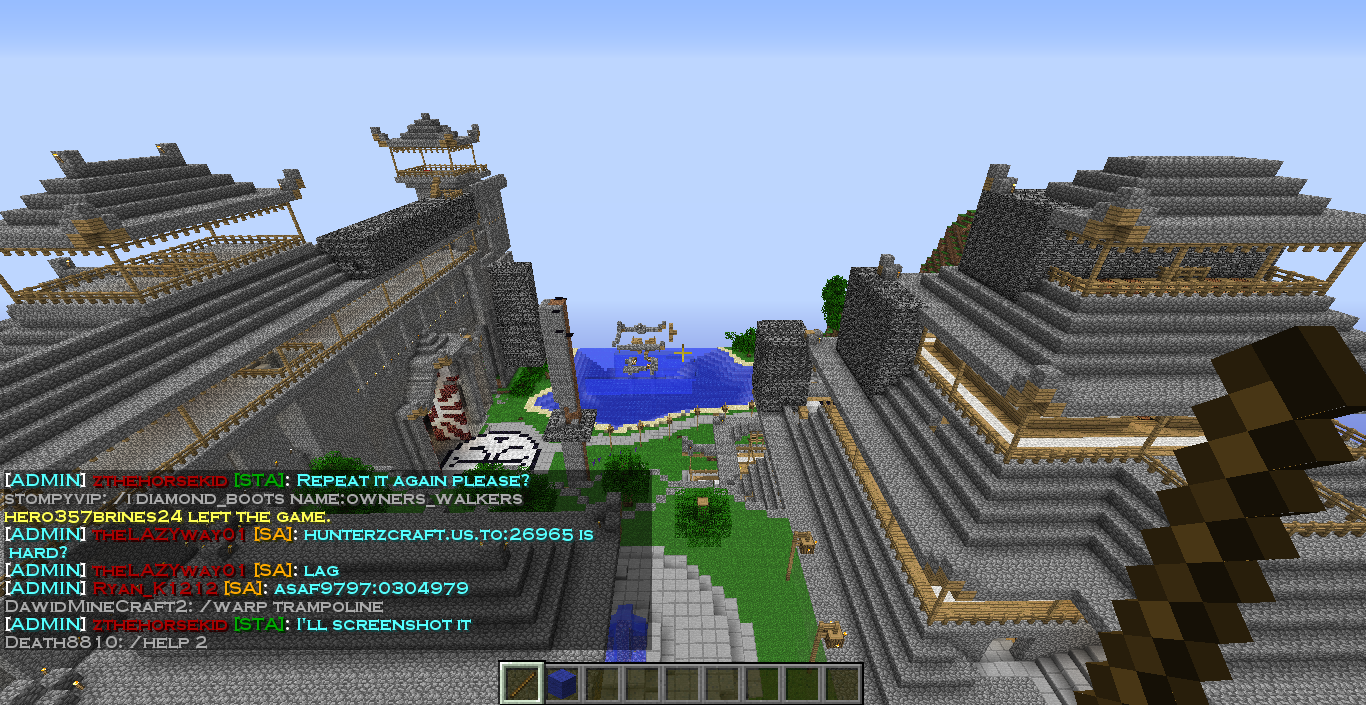 [ADMIN] zthehorsekid [STA]: Repeat it again please?
stompyvip: /i diamond_boots name:owners_walkers
hero357brines24 left the game.
[ADMIN] theLAZYway01 [SA]: hunterzcraft.us.to:26965 is
hard?
[ADMIN] theLAZYway01 [SA]: lag
[ADMIN] Ryan_K1212 [SA]: asaf9797:0304979
DawidMineCraft2: /warp trampoline
[ADMIN] zthehorsekid [STA]: I'll screenshot it
Death8810: /help 2